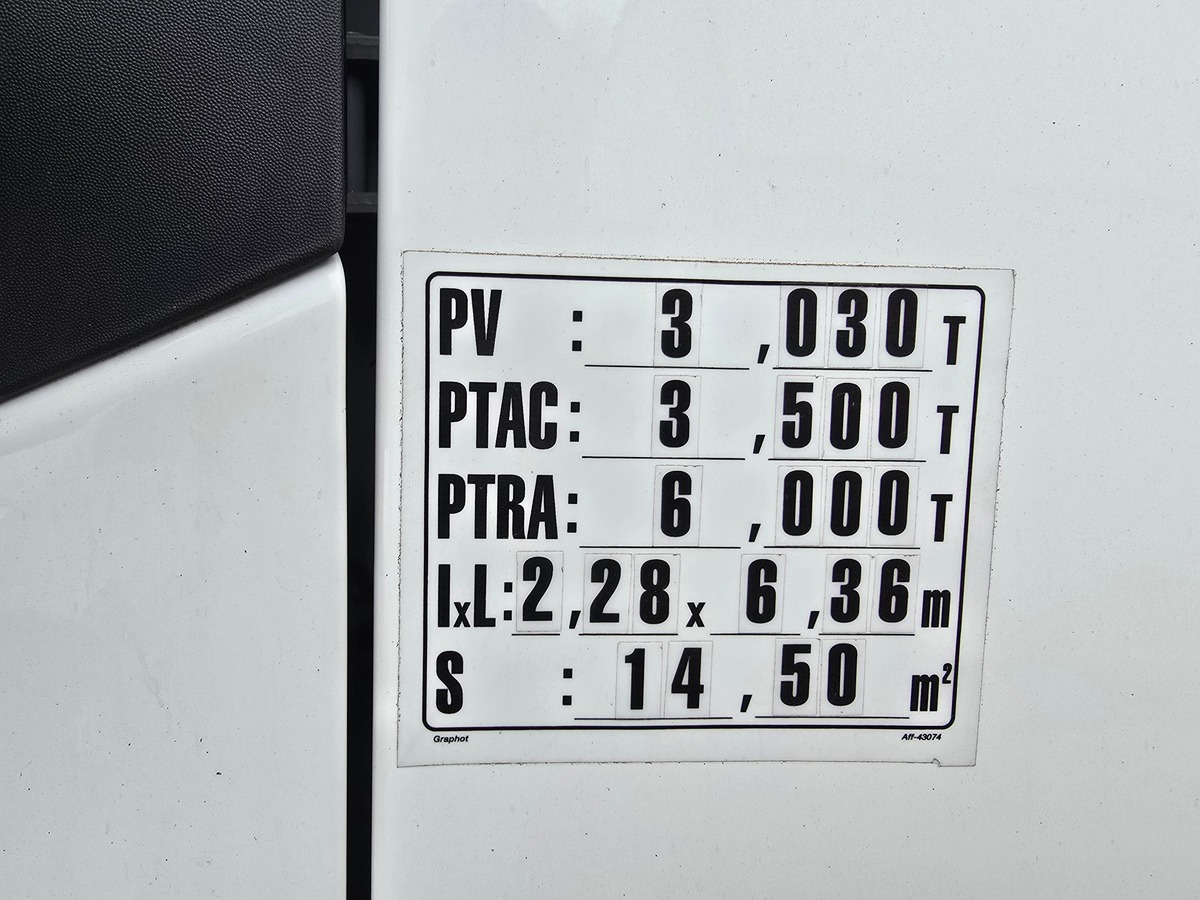 PV : 3,030 T
PTAC: 3,500 T
PTRA: 6,000 T
lxL: 2,28 x 6,36 m
S : 14,50 m²
Graphot Aff-43074